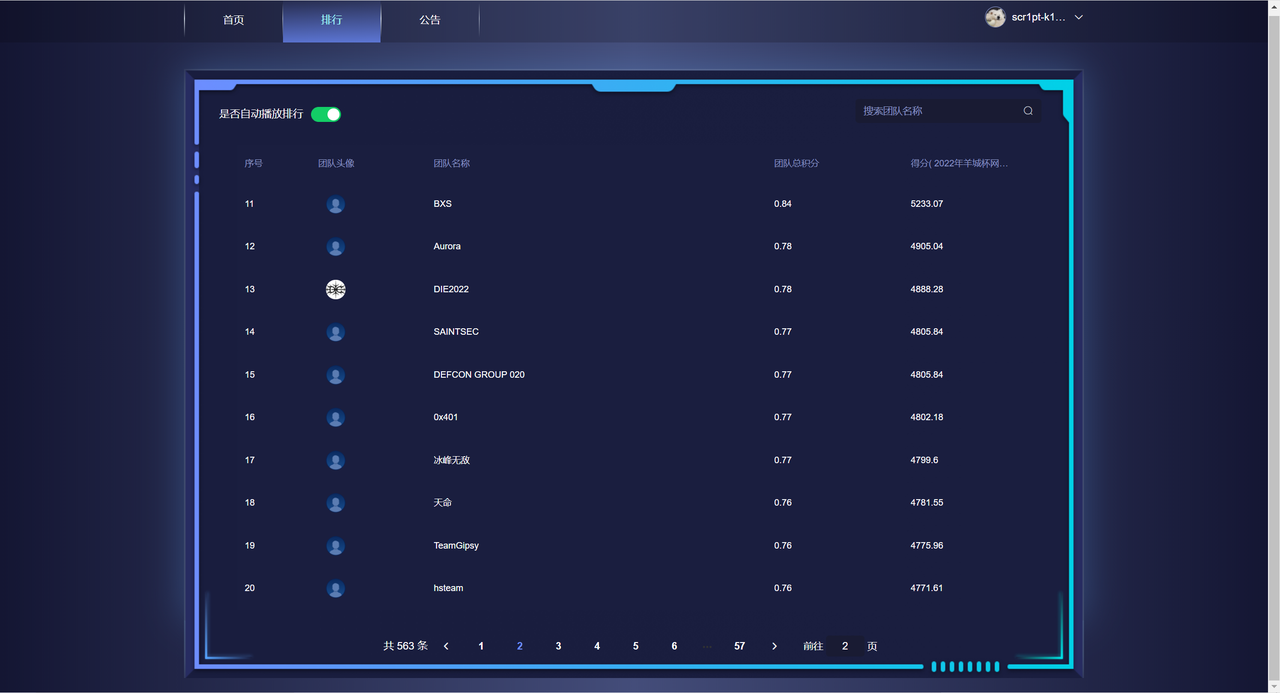 首页 排行 公告 scr1pt-k1...
是否自动播放排行 搜索团队名称
序号 团队头像 团队名称 团队总积分 得分( 2022年羊城杯网...
11 BXS 0.84 5233.07
12 Aurora 0.78 4905.04
13 DIE2022 0.78 4888.28
14 SAINTSEC 0.77 4805.84
15 DEFCON GROUP 020 0.77 4805.84
16 0x401 0.77 4802.18
17 冰峰无敌 0.77 4799.6
18 天命 0.76 4781.55
19 TeamGipsy 0.76 4775.96
20 hsteam 0.76 4771.61
共 563 条 1 2 3 4 5 6 ... 57 前往 2 页